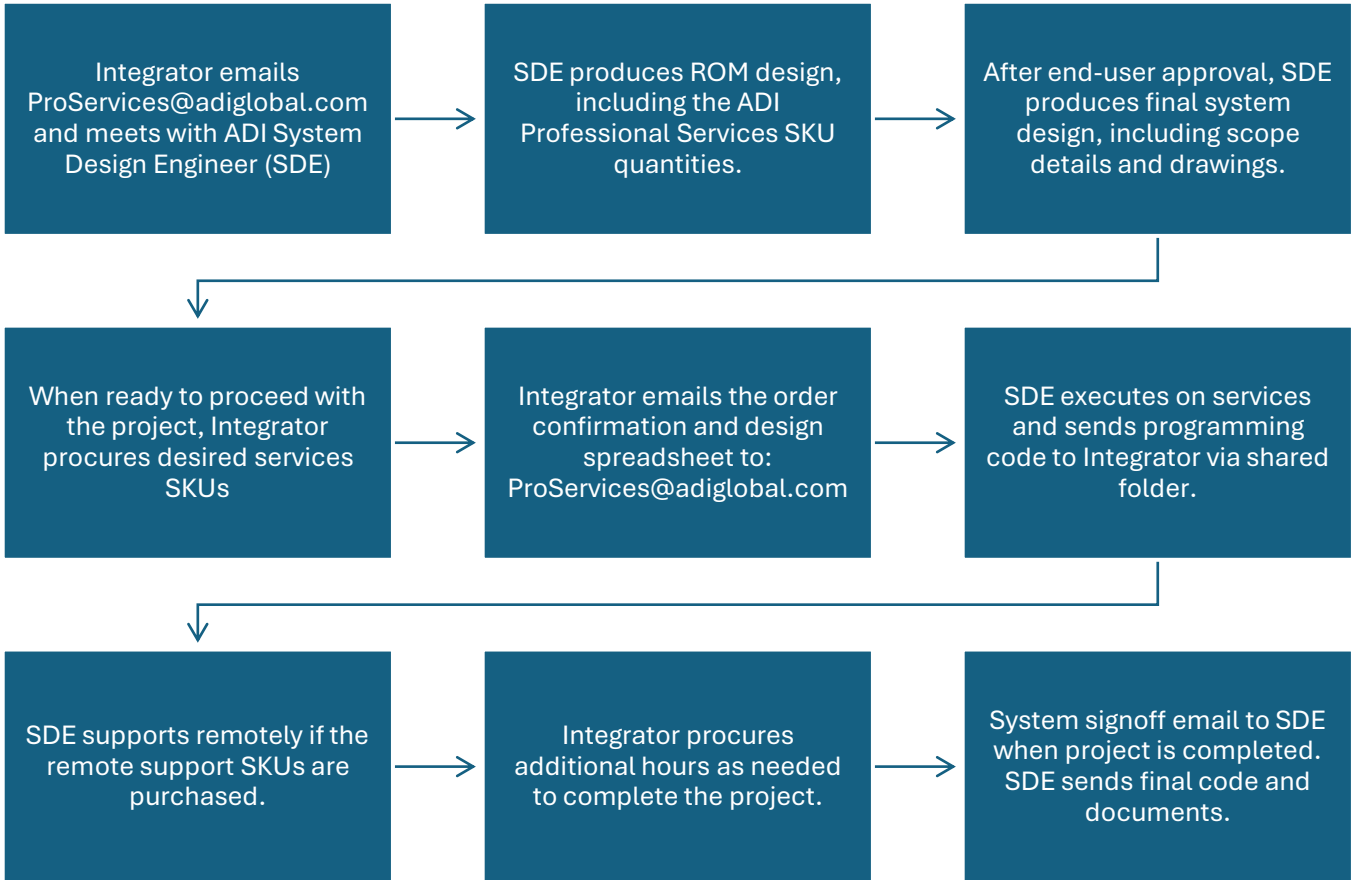 Integrator emails
ProServices@adiglobal.com
and meets with ADI System
Design Engineer (SDE)
SDE produces ROM design,
including the ADI
Professional Services SKU
quantities.
After end-user approval, SDE
produces final system
design, including scope
details and drawings.
When ready to proceed with
the project, Integrator
procures desired services
SKUs
Integrator emails the order
confirmation and design
spreadsheet to:
ProServices@adiglobal.com
SDE executes on services
and sends programming
code to Integrator via shared
folder.
SDE supports remotely if the
remote support SKUs are
purchased.
Integrator procures
additional hours as needed
to complete the project.
System signoff email to SDE
when project is completed.
SDE sends final code and
documents.